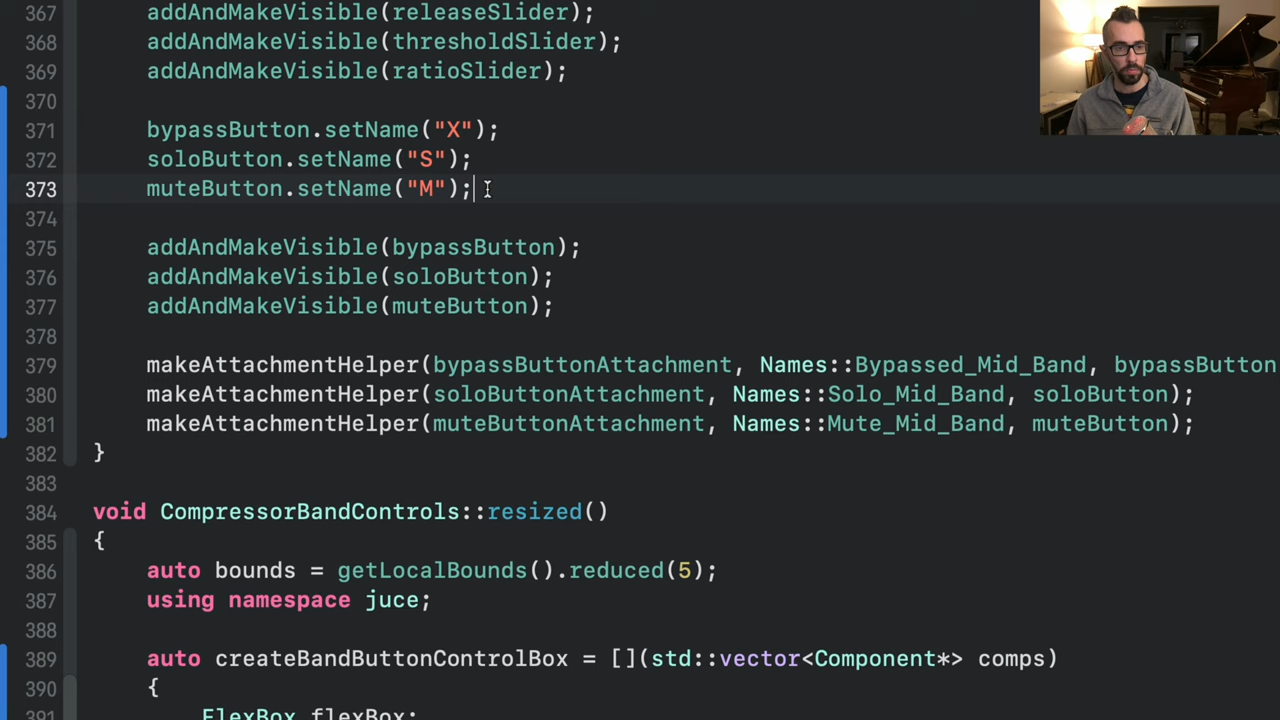 367 addAndMakeVisible(releaseSlider);
368 addAndMakeVisible(thresholdSlider);
369 addAndMakeVisible(ratioSlider);
370
371 bypassButton.setName("X");
372 soloButton.setName("S");
373 muteButton.setName("M");
374
375 addAndMakeVisible(bypassButton);
376 addAndMakeVisible(soloButton);
377 addAndMakeVisible(muteButton);
378
379 makeAttachmentHelper(bypassButtonAttachment, Names::Bypassed_Mid_Band, bypassButton
380 makeAttachmentHelper(soloButtonAttachment, Names::Solo_Mid_Band, soloButton);
381 makeAttachmentHelper(muteButtonAttachment, Names::Mute_Mid_Band, muteButton);
382 }
383
384 void CompressorBandControls::resized()
385 {
386 auto bounds = getLocalBounds().reduced(5);
387 using namespace juce;
388
389 auto createBandButtonControlBox = [](std::vector<Component*> comps)
390 {
391 FlexBox flexBox;